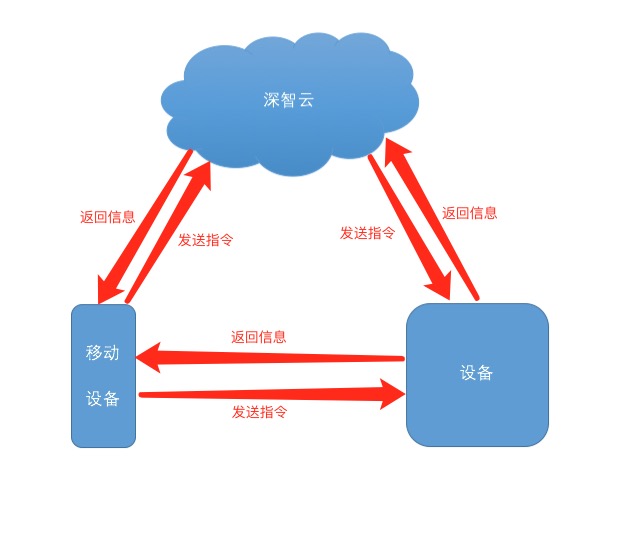 深智云
返回信息
发送指令
发送指令
返回信息
返回信息
移动
设备
设备
发送指令